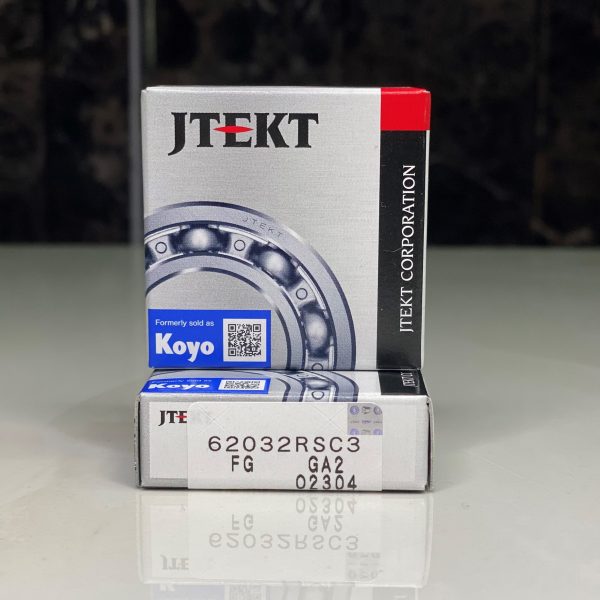 JTEKT
JTEKT CORPORATION
JTEKT
Formerly sold as
Koyo
Koyo
JTEKT
62032RSC3
FG GA2
02304